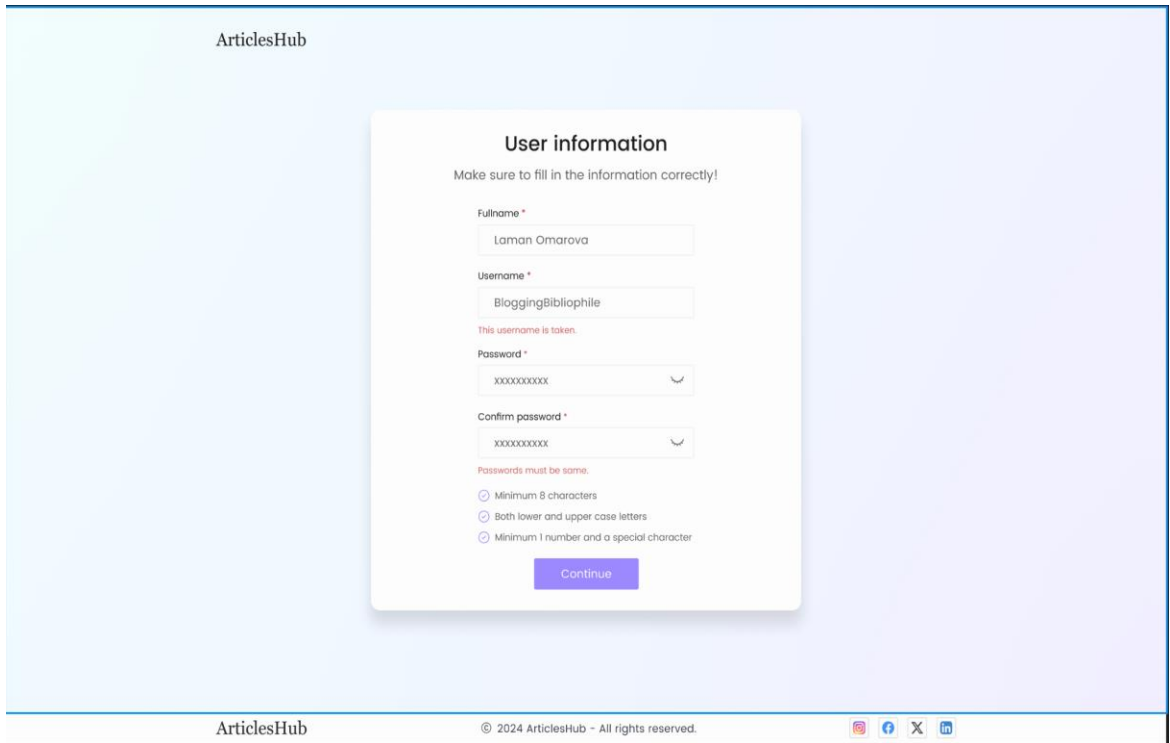 ArticlesHub
User information
Make sure to fill in the information correctly!
Fullname *
Laman Omarova
Username *
BloggingBibliophile
This username is taken.
Password *
xxxxxxxxxx
Confirm password *
xxxxxxxxxx
Passwords must be same.
Minimum 8 characters
Both lower and upper case letters
Minimum 1 number and a special character
Continue
ArticlesHub
© 2024 ArticlesHub - All rights reserved.